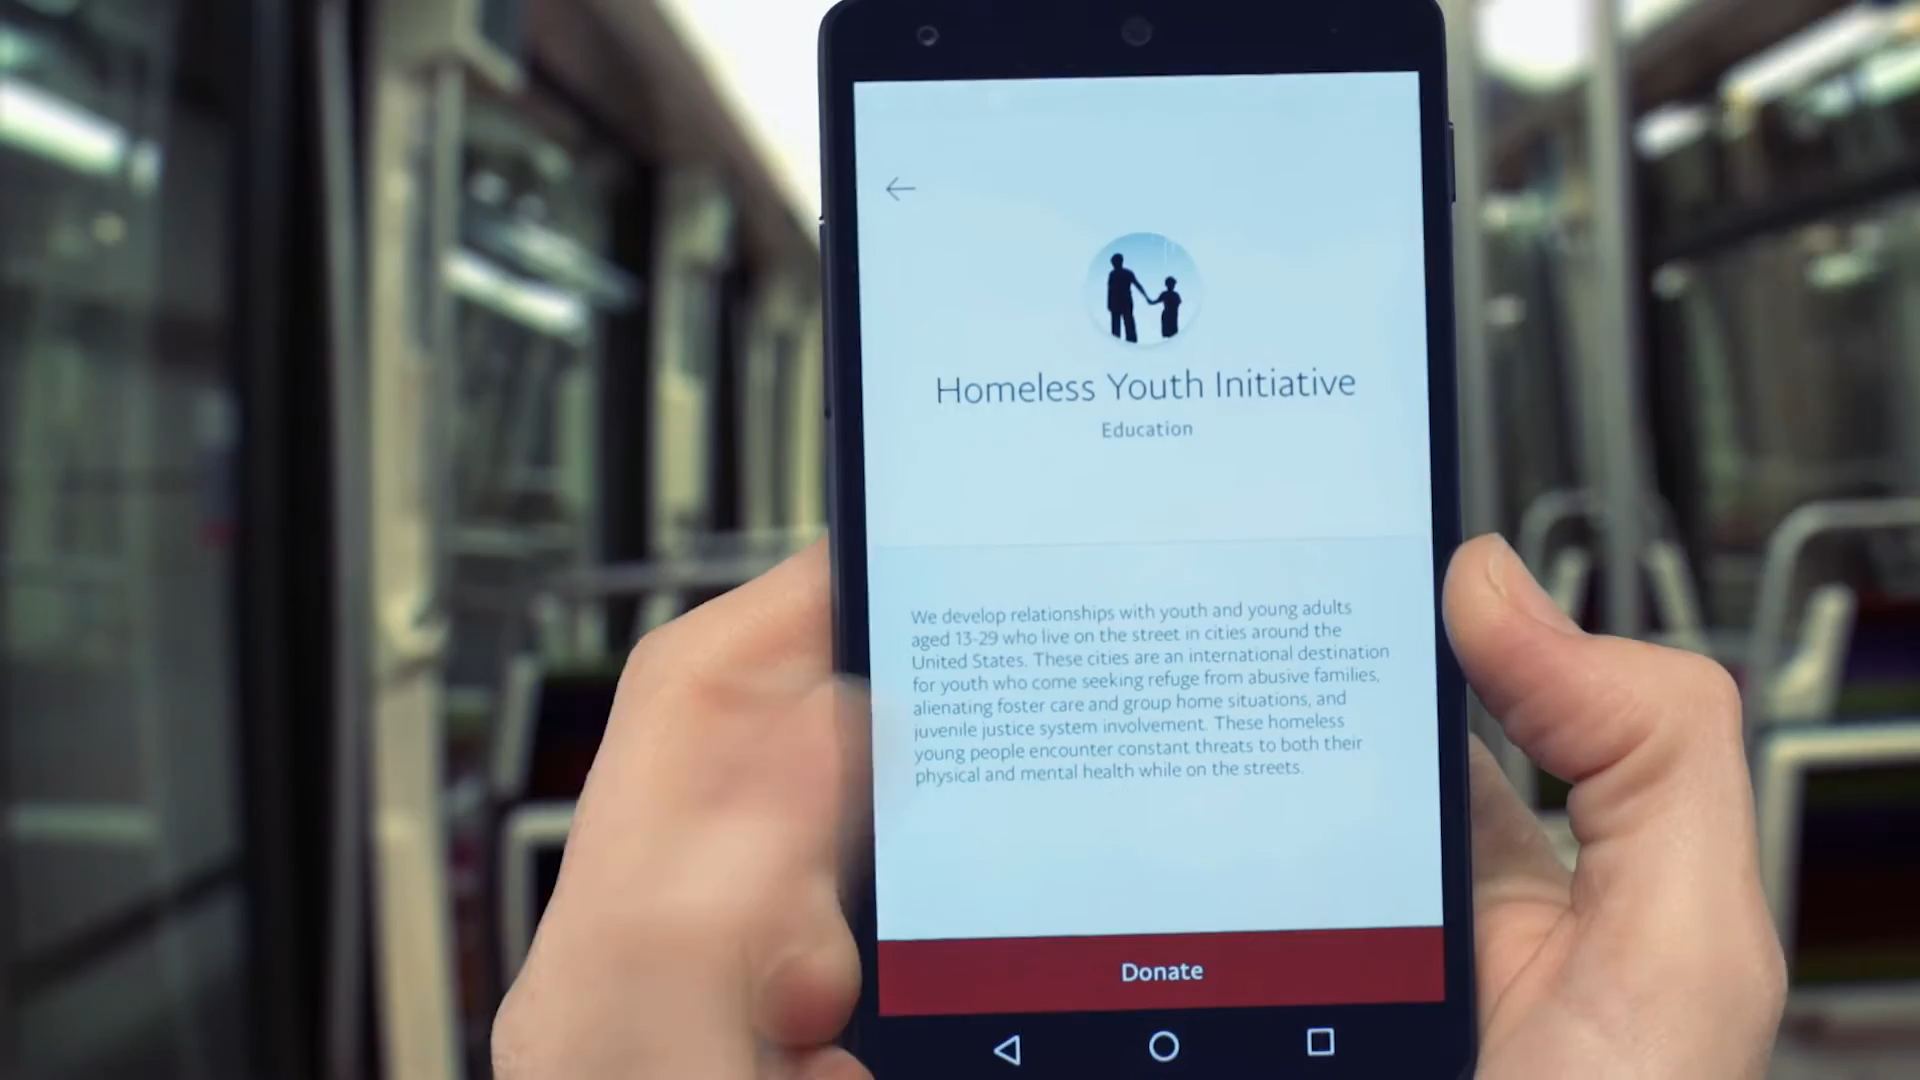 Homeless Youth Initiative
Education
We develop relationships with youth and young adults
aged 13-29 who live on the street in cities around the
United States. These cities are an international destination
for youth who come seeking refuge from abusive families,
alienating foster care and group home situations, and
juvenile justice system involvement. These homeless
young people encounter constant threats to both their
physical and mental health while on the streets.
Donate